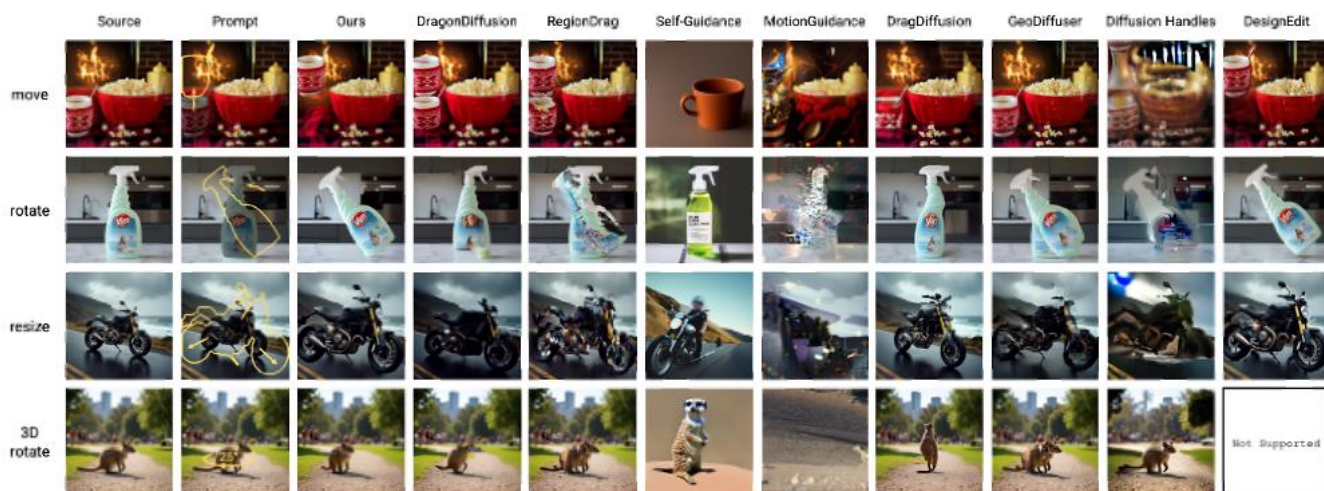 Source Prompt Ours DragonDiffusion RegionDrag Self-Guidance MotionGuidance DragDiffusion GeoDiffuser Diffusion Handles DesignEdit
move
rotate
resize
3D
rotate
Not Supported